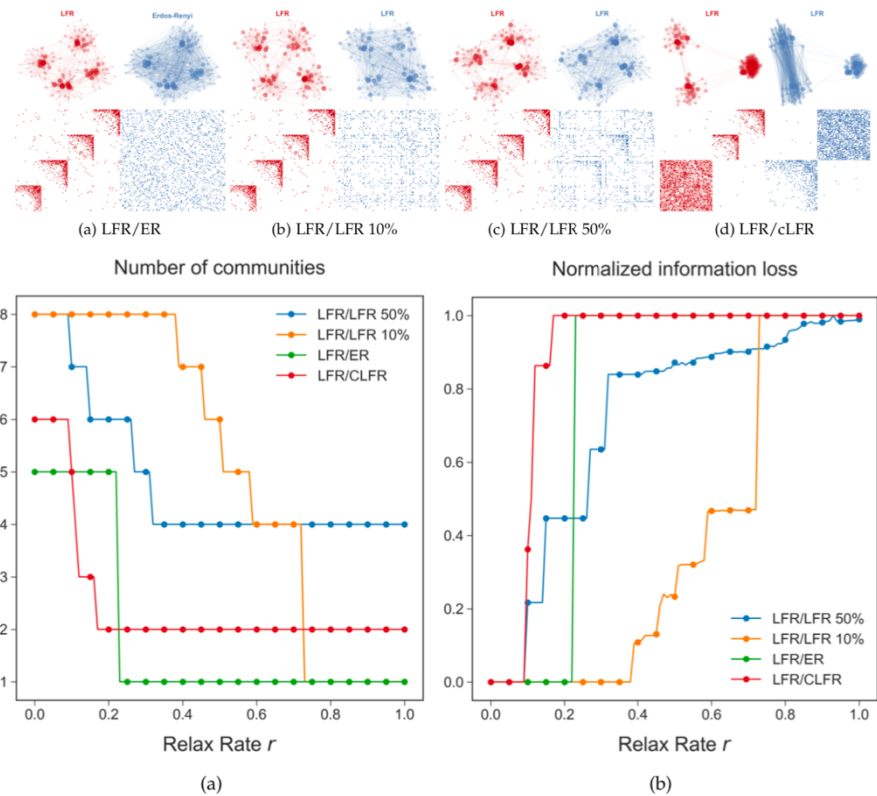 LFR Erdos-Renyi LFR LFR LFR LFR LFR LFR
(a) LFR/ER (b) LFR/LFR 10% (c) LFR/LFR 50% (d) LFR/cLFR
Number of communities
8
7
6
5
4
3
2
1
LFR/LFR 50%
LFR/LFR 10%
LFR/ER
LFR/CLFR
0.0 0.2 0.4 0.6 0.8 1.0
Relax Rate r
(a)
Normalized information loss
1.0
0.8
0.6
0.4
0.2
0.0
LFR/LFR 50%
LFR/LFR 10%
LFR/ER
LFR/CLFR
0.0 0.2 0.4 0.6 0.8 1.0
Relax Rate r
(b)